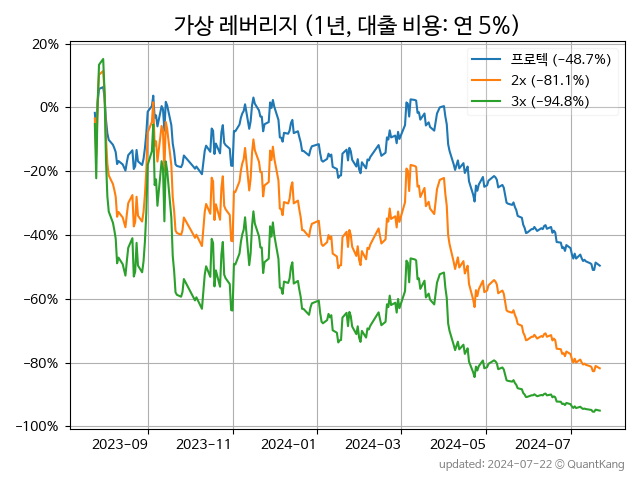 가상 레버리지 (1년, 대출 비용: 연 5%)
프로텍 (−48.7%)
2x (−81.1%)
3x (−94.8%)
20%
0%
−20%
−40%
−60%
−80%
−100%
2023-09 2023-11 2024-01 2024-03 2024-05 2024-07
updated: 2024-07-22 © QuantKang